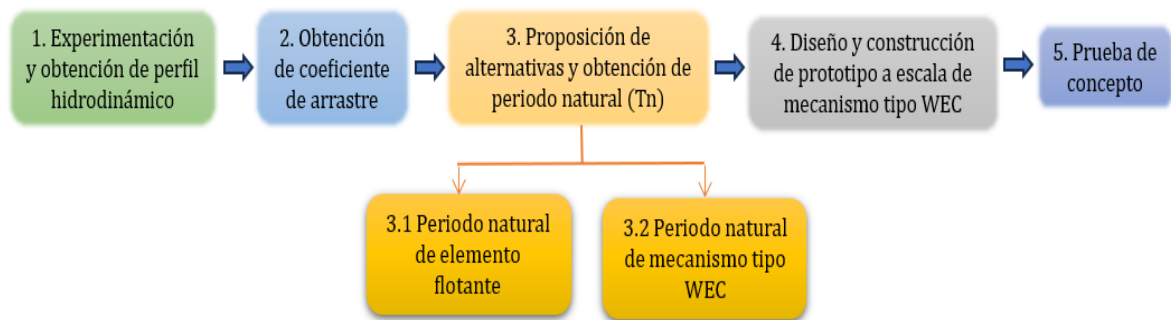 1. Experimentación
y obtención de perfil
hidrodinámico
2. Obtención
de coeficiente
de arrastre
3. Proposición de
alternativas y obtención de
periodo natural (Tn)
4. Diseño y construcción
de prototipo a escala de
mecanismo tipo WEC
5. Prueba de
concepto
3.1 Periodo natural
de elemento
flotante
3.2 Periodo natural
de mecanismo tipo
WEC